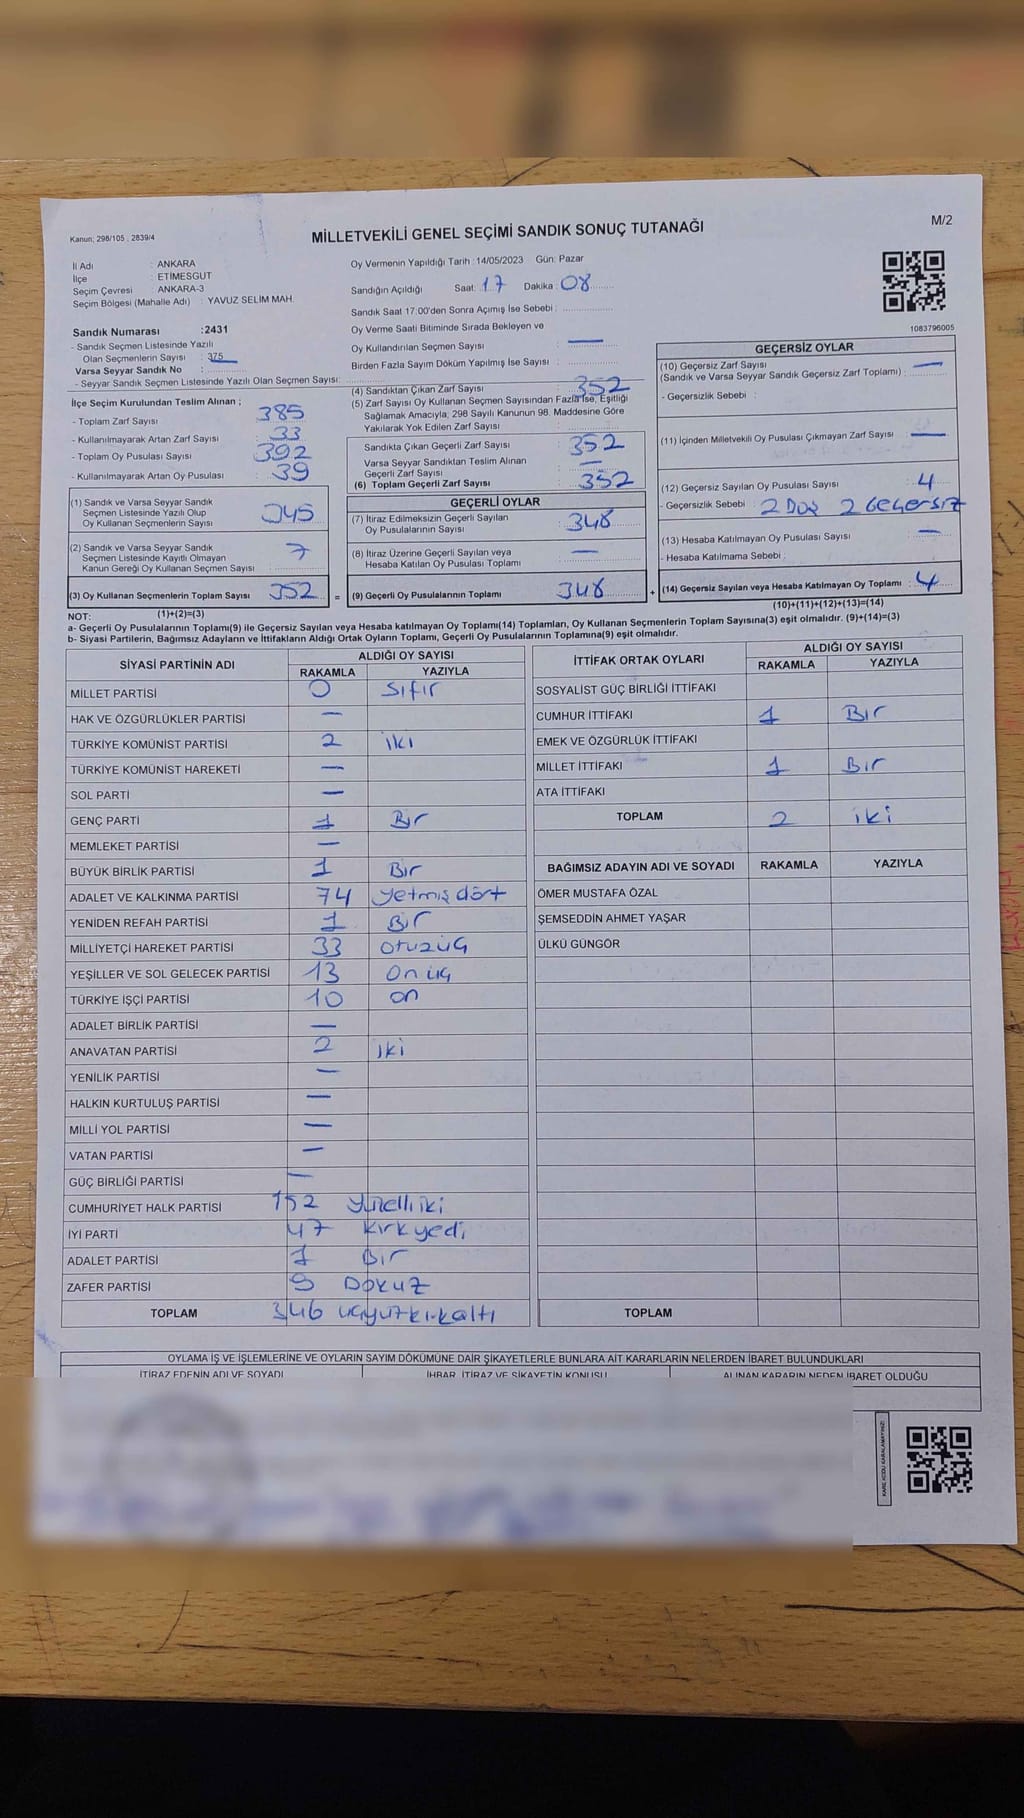 Kanun; 298/105 , 2839/4
MİLLETVEKİLİ GENEL SEÇİMİ SANDIK SONUÇ TUTANAĞI
M/2
İl Adı : ANKARA
İlçe : ETİMESGUT
Seçim Çevresi : ANKARA-3
Seçim Bölgesi (Mahalle Adı) : YAVUZ SELİM MAH.
Oy Vermenin Yapıldığı Tarih : 14/05/2023 Gün: Pazar
Sandığın Açıldığı Saat: 17 Dakika : 08
Sandık Saat 17:00'den Sonra Açımış İse Sebebi :
Oy Verme Saati Bitiminde Sırada Bekleyen ve
Oy Kullandırılan Seçmen Sayısı : —
Birden Fazla Sayım Döküm Yapılmış İse Sayısı :
Sandık Numarası :2431
- Sandık Seçmen Listesinde Yazılı
Olan Seçmenlerin Sayısı : 375
Varsa Seyyar Sandık No :
- Seyyar Sandık Seçmen Listesinde Yazılı Olan Seçmen Sayısı:
1083796005
İlçe Seçim Kurulundan Teslim Alınan ;
- Toplam Zarf Sayısı : 385
- Kullanılmayarak Artan Zarf Sayısı : 33
- Toplam Oy Pusulası Sayısı : 392
- Kullanılmayarak Artan Oy Pusulası : 39
(1) Sandık ve Varsa Seyyar Sandık
Seçmen Listesinde Yazılı Olup
Oy Kullanan Seçmenlerin Sayısı : 345
(2) Sandık ve Varsa Seyyar Sandık
Seçmen Listesinde Kayıtlı Olmayan
Kanun Gereği Oy Kullanan Seçmen Sayısı : 7
(3) Oy Kullanan Seçmenlerin Toplam Sayısı : 352 =
(1)+(2)=(3)
(4) Sandıktan Çıkan Zarf Sayısı : 352
(5) Zarf Sayısı Oy Kullanan Seçmen Sayısından Fazla İse, Eşitliği
Sağlamak Amacıyla, 298 Sayılı Kanunun 98. Maddesine Göre
Yakılarak Yok Edilen Zarf Sayısı :
Sandıkta Çıkan Geçerli Zarf Sayısı : 352
Varsa Seyyar Sandıktan Teslim Alınan
Geçerli Zarf Sayısı : —
(6) Toplam Geçerli Zarf Sayısı : 352
GEÇERLİ OYLAR
(7) İtiraz Edilmeksizin Geçerli Sayılan
Oy Pusulalarının Sayısı : 348
(8) İtiraz Üzerine Geçerli Sayılan veya
Hesaba Katılan Oy Pusulası Toplamı : —
(9) Geçerli Oy Pusulalarının Toplamı : 348 +
GEÇERSİZ OYLAR
(10) Geçersiz Zarf Sayısı —
(Sandık ve Varsa Seyyar Sandık Geçersiz Zarf Toplamı) :
- Geçersizlik Sebebi :
(11) İçinden Milletvekili Oy Pusulası Çıkmayan Zarf Sayısı : —
(12) Geçersiz Sayılan Oy Pusulası Sayısı : 4
- Geçersizlik Sebebi : 2 Boş 2 Geçersiz
(13) Hesaba Katılmayan Oy Pusulası Sayısı : —
- Hesaba Katılmama Sebebi :
(14) Geçersiz Sayılan veya Hesaba Katılmayan Oy Toplamı : 4
(10)+(11)+(12)+(13)=(14)
NOT:
a- Geçerli Oy Pusulalarının Toplamı(9) ile Geçersiz Sayılan veya Hesaba katılmayan Oy Toplamı(14) Toplamları, Oy Kullanan Seçmenlerin Toplam Sayısına(3) eşit olmalıdır. (9)+(14)=(3)
b- Siyasi Partilerin, Bağımsız Adayların ve İttifakların Aldığı Ortak Oyların Toplamı, Geçerli Oy Pusulalarının Toplamına(9) eşit olmalıdır.
SİYASİ PARTİNİN ADI ALDIĞI OY SAYISI
RAKAMLA YAZIYLA
MİLLET PARTİSİ 0 Sıfır
HAK VE ÖZGÜRLÜKLER PARTİSİ —
TÜRKİYE KOMÜNİST PARTİSİ 2 iki
TÜRKİYE KOMÜNİST HAREKETİ —
SOL PARTİ —
GENÇ PARTİ 1 Bir
MEMLEKET PARTİSİ —
BÜYÜK BİRLİK PARTİSİ 1 Bir
ADALET VE KALKINMA PARTİSİ 74 yetmiş dört
YENİDEN REFAH PARTİSİ 1 Bir
MİLLİYETÇİ HAREKET PARTİSİ 33 otuzüç
YEŞİLLER VE SOL GELECEK PARTİSİ 13 on üç
TÜRKİYE İŞÇİ PARTİSİ 10 on
ADALET BİRLİK PARTİSİ —
ANAVATAN PARTİSİ 2 iki
YENİLİK PARTİSİ —
HALKIN KURTULUŞ PARTİSİ —
MİLLİ YOL PARTİSİ —
VATAN PARTİSİ —
GÜÇ BİRLİĞİ PARTİSİ —
CUMHURİYET HALK PARTİSİ 152 yüzelliiki
İYİ PARTİ 47 kırkyedi
ADALET PARTİSİ 1 Bir
ZAFER PARTİSİ 9 Dokuz
TOPLAM 346 üçyüzkırkaltı
İTTİFAK ORTAK OYLARI ALDIĞI OY SAYISI
RAKAMLA YAZIYLA
SOSYALİST GÜÇ BİRLİĞİ İTTİFAKI
CUMHUR İTTİFAKI 1 Bir
EMEK VE ÖZGÜRLÜK İTTİFAKI
MİLLET İTTİFAKI 1 Bir
ATA İTTİFAKI
TOPLAM 2 iki
BAĞIMSIZ ADAYIN ADI VE SOYADI RAKAMLA YAZIYLA
ÖMER MUSTAFA ÖZAL
ŞEMSEDDİN AHMET YAŞAR
ÜLKÜ GÜNGÖR
TOPLAM
OYLAMA İŞ VE İŞLEMLERİNE VE OYLARIN SAYIM DÖKÜMÜNE DAİR ŞİKAYETLERLE BUNLARA AİT KARARLARIN NELERDEN İBARET BULUNDUKLARI
İTİRAZ EDENİN ADI VE SOYADI İHBAR, İTİRAZ VE ŞİKAYETİN KONUSU ALINAN KARARIN NEDEN İBARET OLDUĞU
KARE KODU KARALAMAYINIZ!